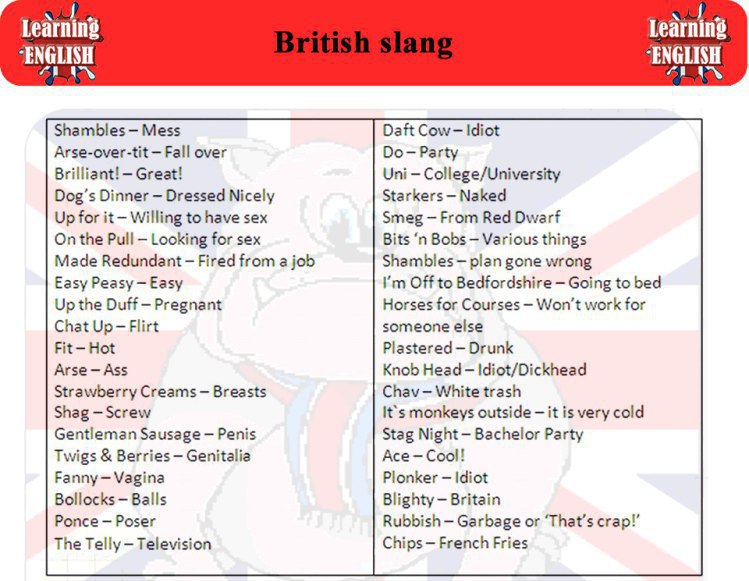 Learning
ENGLISH
British slang
Learning
ENGLISH
Shambles – Mess
Arse-over-tit – Fall over
Brilliant! – Great!
Dog's Dinner – Dressed Nicely
Up for it – Willing to have sex
On the Pull – Looking for sex
Made Redundant – Fired from a job
Easy Peasy – Easy
Up the Duff – Pregnant
Chat Up – Flirt
Fit – Hot
Arse – Ass
Strawberry Creams – Breasts
Shag – Screw
Gentleman Sausage – Penis
Twigs & Berries – Genitalia
Fanny – Vagina
Bollocks – Balls
Ponce – Poser
The Telly – Television
Daft Cow – Idiot
Do – Party
Uni – College/University
Starkers – Naked
Smeg – From Red Dwarf
Bits 'n Bobs – Various things
Shambles – plan gone wrong
I'm Off to Bedfordshire – Going to bed
Horses for Courses – Won't work for
someone else
Plastered – Drunk
Knob Head – Idiot/Dickhead
Chav – White trash
It`s monkeys outside – it is very cold
Stag Night – Bachelor Party
Ace – Cool!
Plonker – Idiot
Blighty – Britain
Rubbish – Garbage or 'That's crap!'
Chips – French Fries